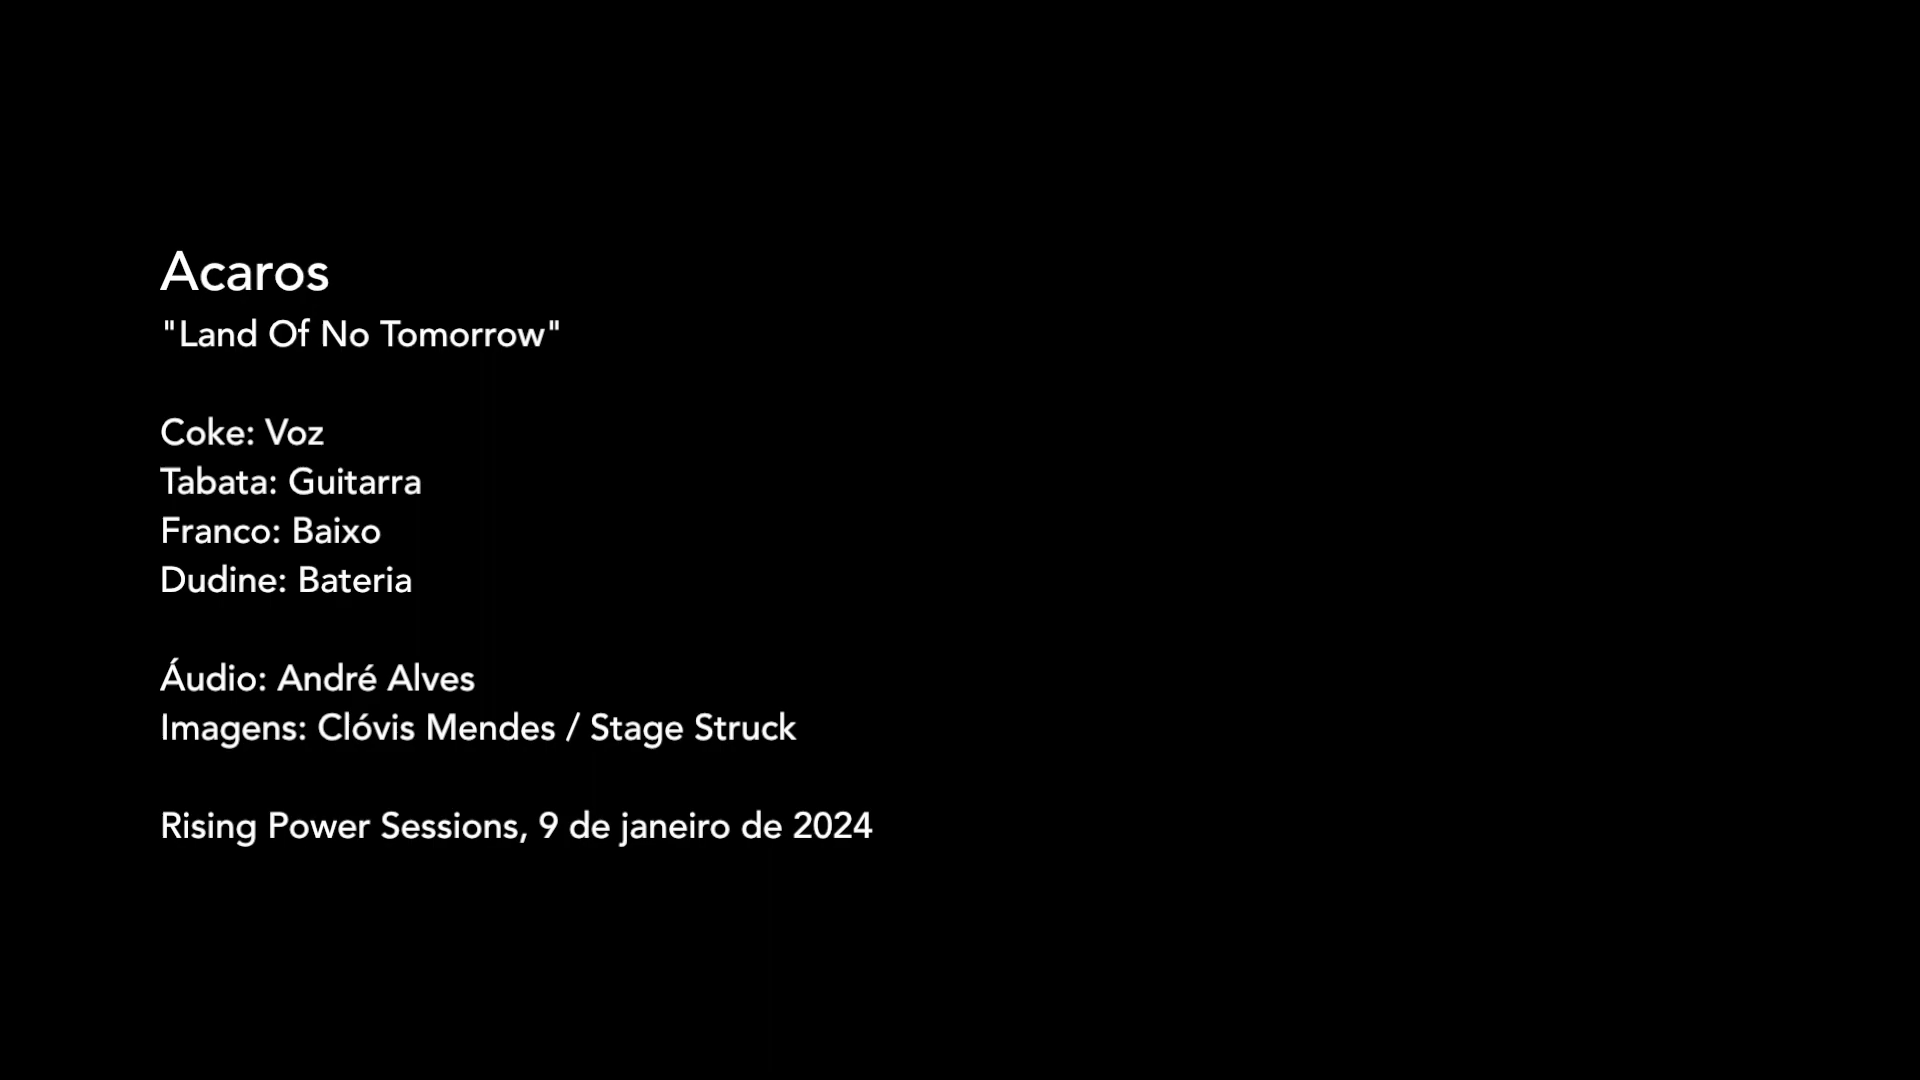 Acaros
"Land Of No Tomorrow"
Coke: Voz
Tabata: Guitarra
Franco: Baixo
Dudine: Bateria
Áudio: André Alves
Imagens: Clóvis Mendes / Stage Struck
Rising Power Sessions, 9 de janeiro de 2024